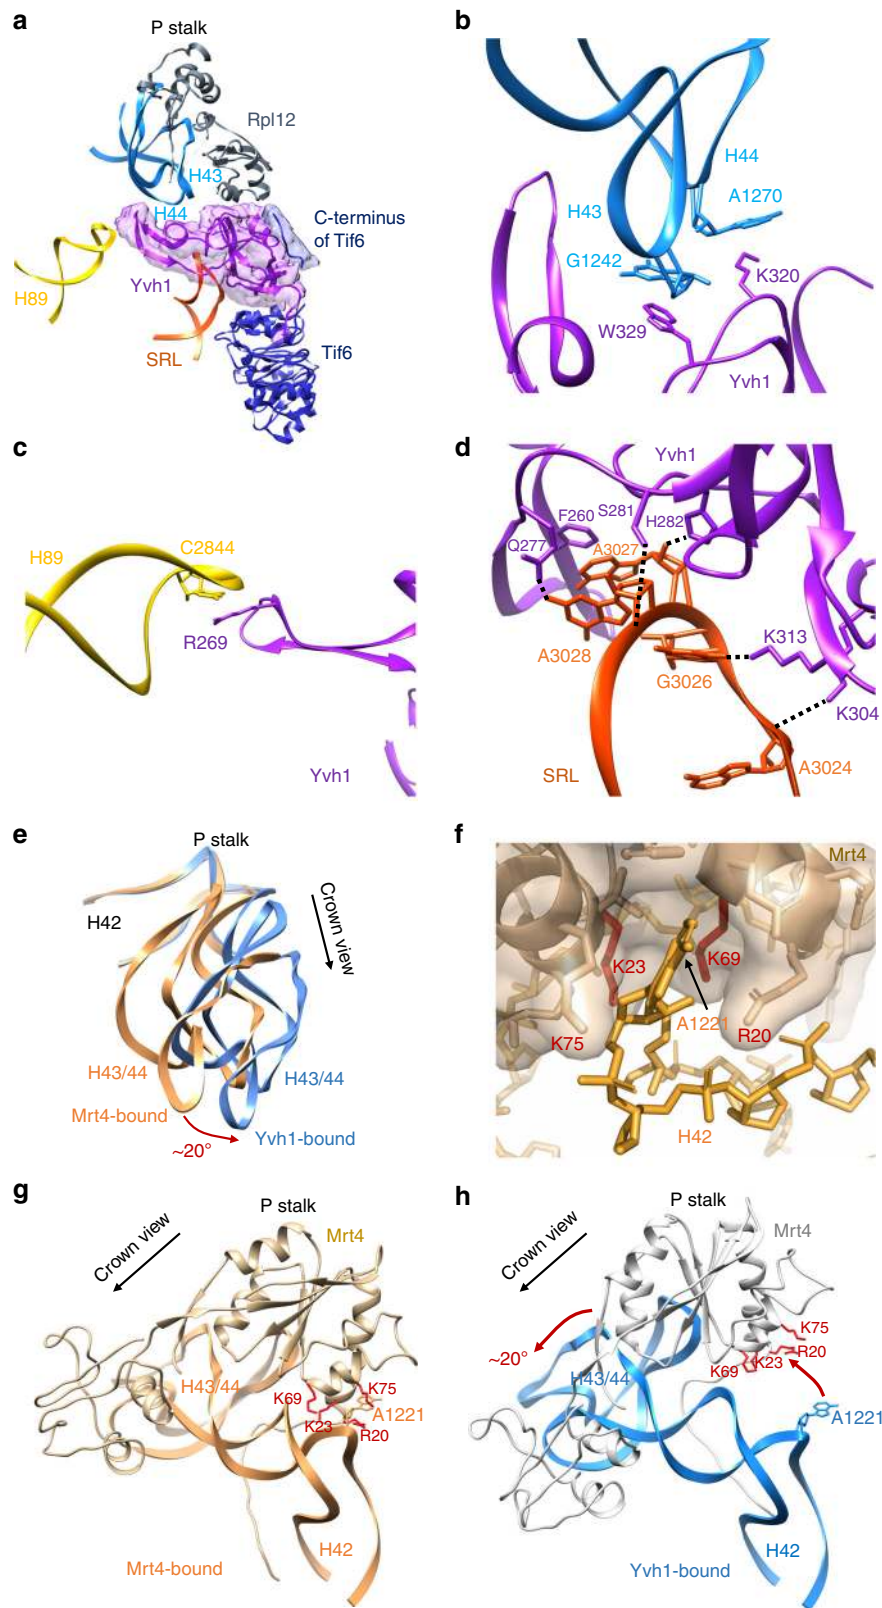 a
P stalk
Rpl12
H43
H44
C-terminus
of Tif6
H89
Yvh1
SRL
Tif6
b
H44
A1270
H43
G1242
K320
W329
Yvh1
c
H89
C2844
R269
Yvh1
d
Yvh1
S281
F260
H282
Q277
A3027
A3028
K313
G3026
K304
A3024
SRL
e
P stalk
H42
Crown view
H43/44
H43/44
Mrt4-bound
~20°
Yvh1-bound
f
Mrt4
K23
K69
A1221
K75
R20
H42
g
P stalk
Crown view
Mrt4
H43/44
K69
K75
A1221
K23
R20
H42
Mrt4-bound
h
P stalk
Crown view
Mrt4
~20°
K75
R20
K69
K23
H43/44
A1221
H42
Yvh1-bound